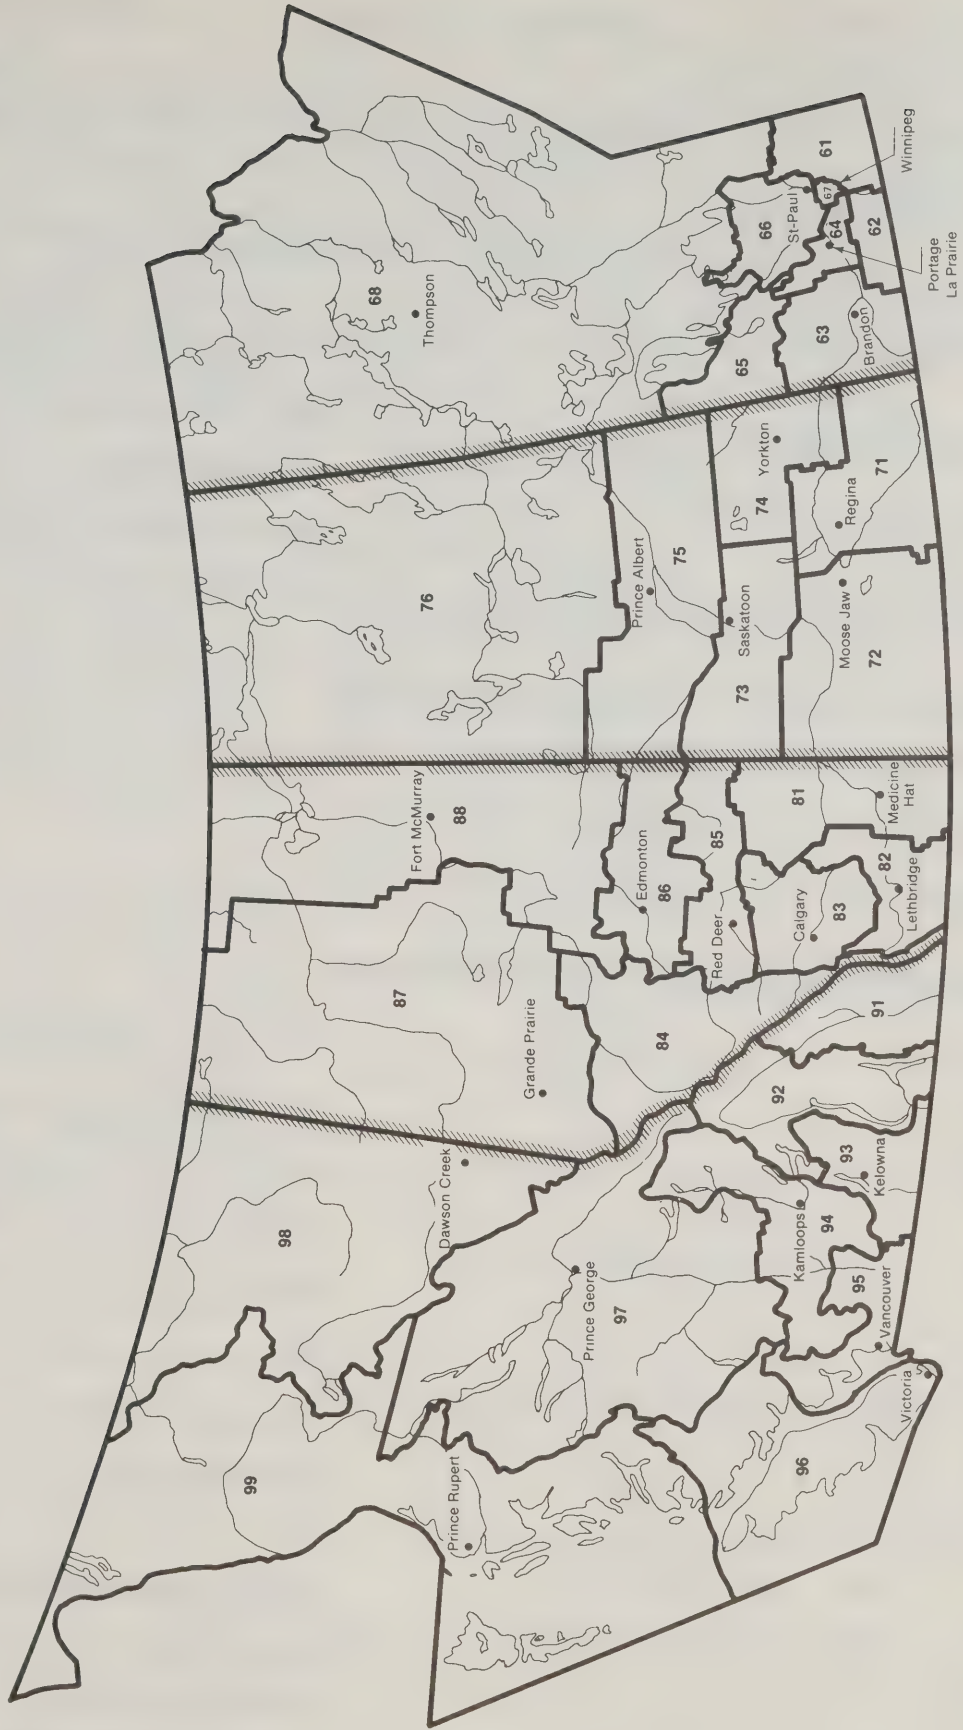 99
98
Prince Rupert
Dawson Creek
Prince George
97
96
Victoria
Vancouver
95
Kamloops
94
93
Kelowna
92
91
87
Grande Prairie
84
Fort McMurray
88
Edmonton
86
85
Red Deer
Calgary
83
82
Lethbridge
81
Medicine
Hat
76
Prince Albert
75
73
Saskatoon
74
Yorkton
Regina
71
Moose Jaw
72
68
Thompson
66
65
63
Brandon
St-Paul
67
64
62
61
Portage
La Prairie
Winnipeg